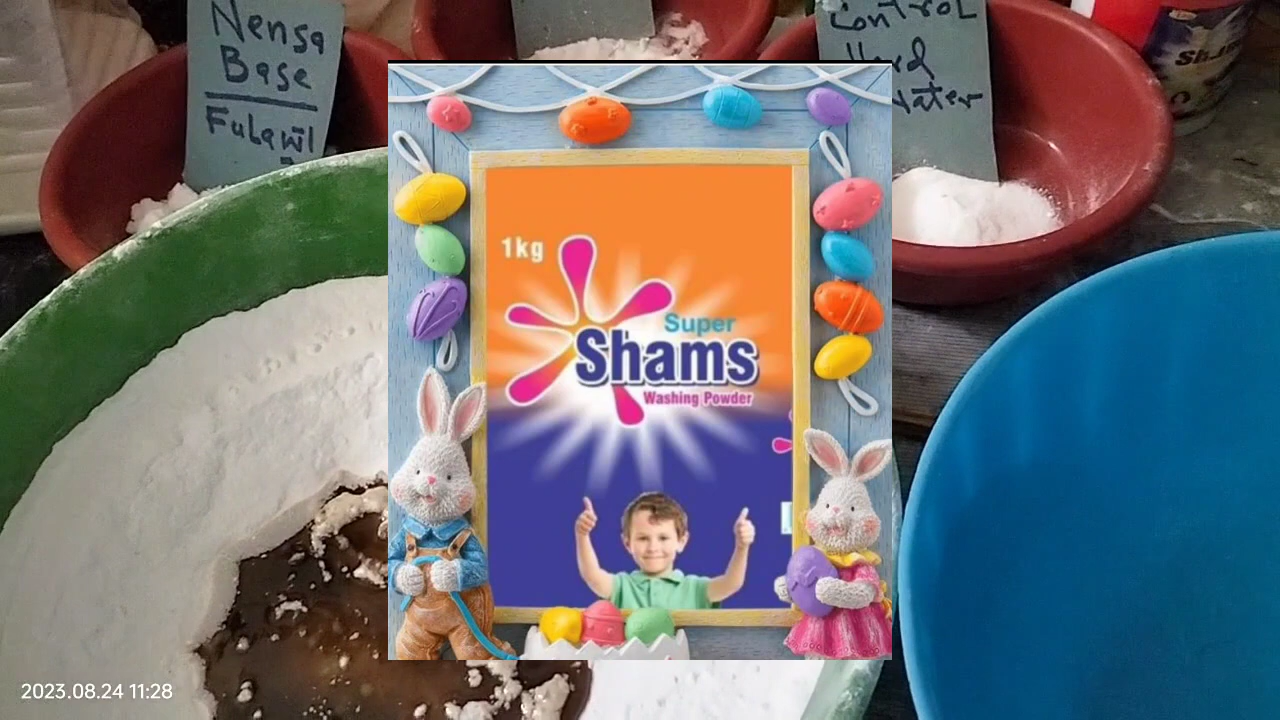 Nensa
Base
Fulawil
Control
Hard
Water
1kg
Super
Shams
Washing Powder
2023.08.24 11:28